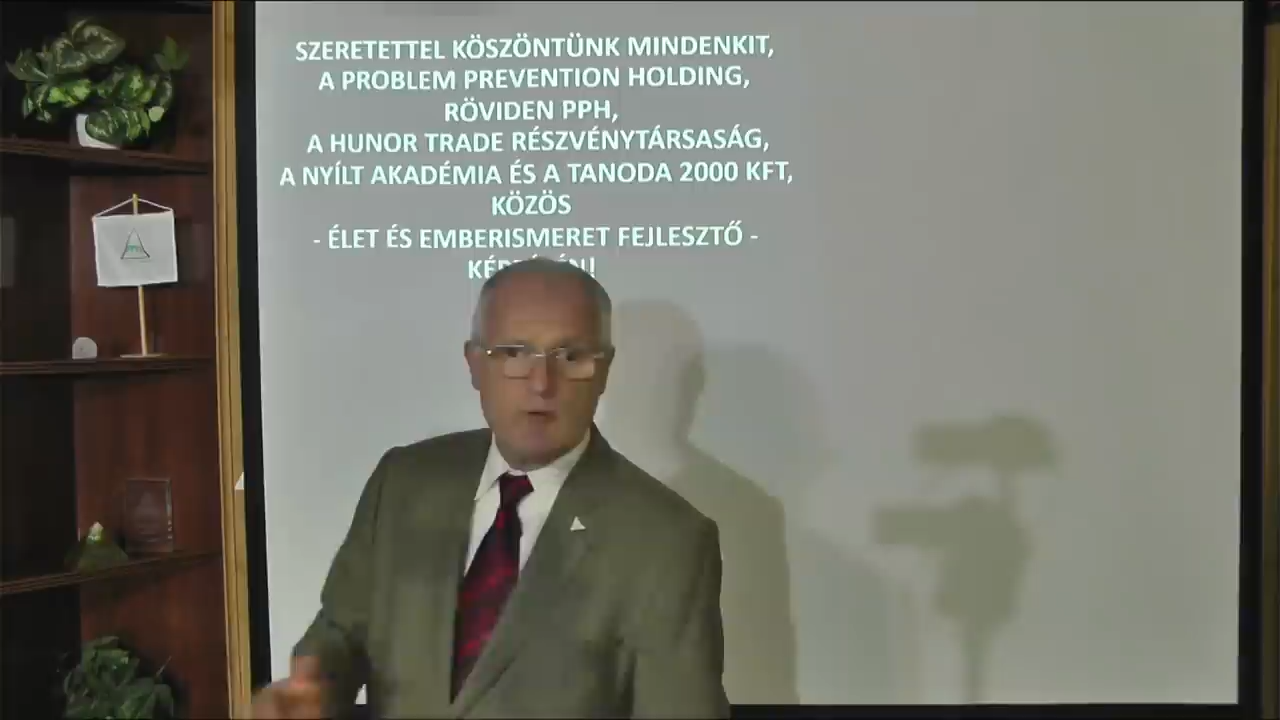 SZERETETTEL KÖSZÖNTÜNK MINDENKIT,
A PROBLEM PREVENTION HOLDING,
RÖVIDEN PPH,
A HUNOR TRADE RÉSZVÉNYTÁRSASÁG,
A NYÍLT AKADÉMIA ÉS A TANODA 2000 KFT,
KÖZÖS
- ÉLET ÉS EMBERISMERET FEJLESZTŐ -